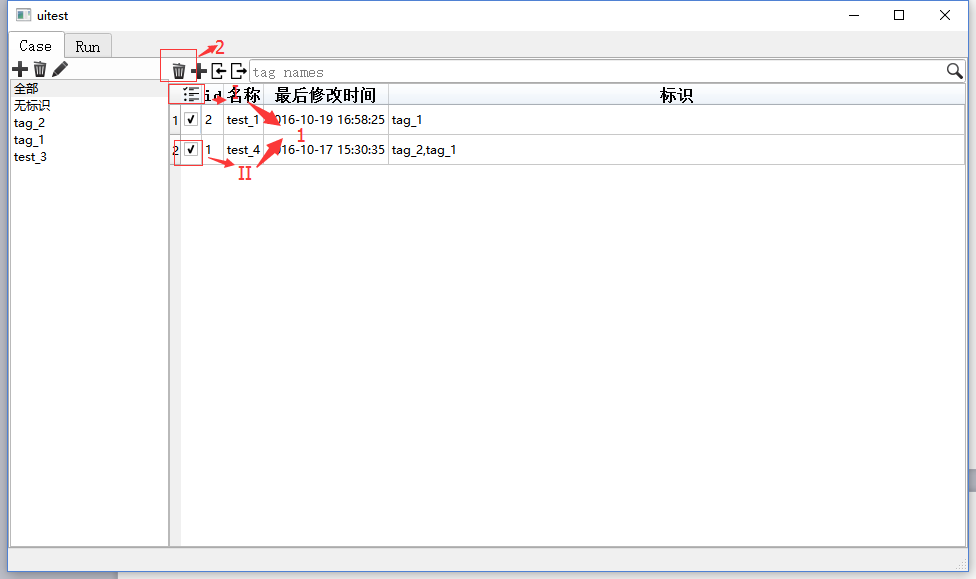 uitest
Case Run
2
tag names
全部
无标识
tag_2
tag_1
test_3
id 名称 最后修改时间 标识
I
1 2 test_1 2016-10-19 16:58:25 tag_1
1
2 1 test_4 2016-10-17 15:30:35 tag_2,tag_1
II